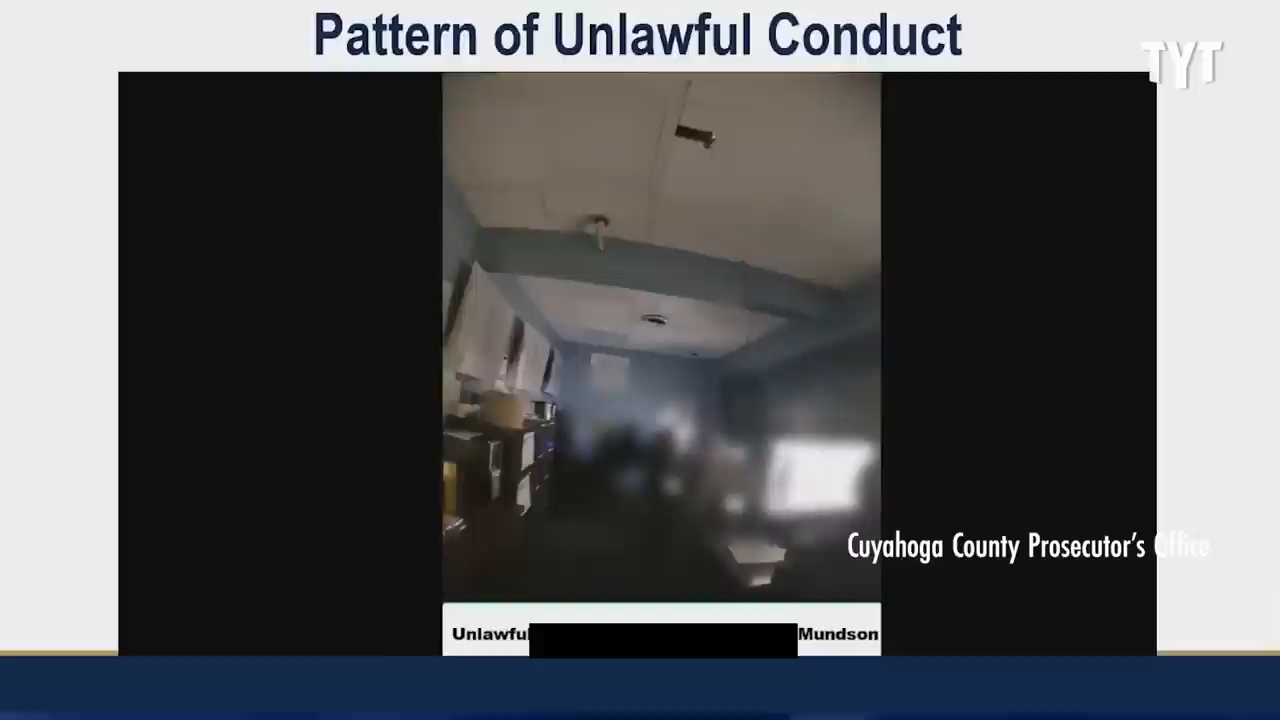 Pattern of Unlawful Conduct
TYT
Cuyahoga County Prosecutor's Office
Unlawful Mundson